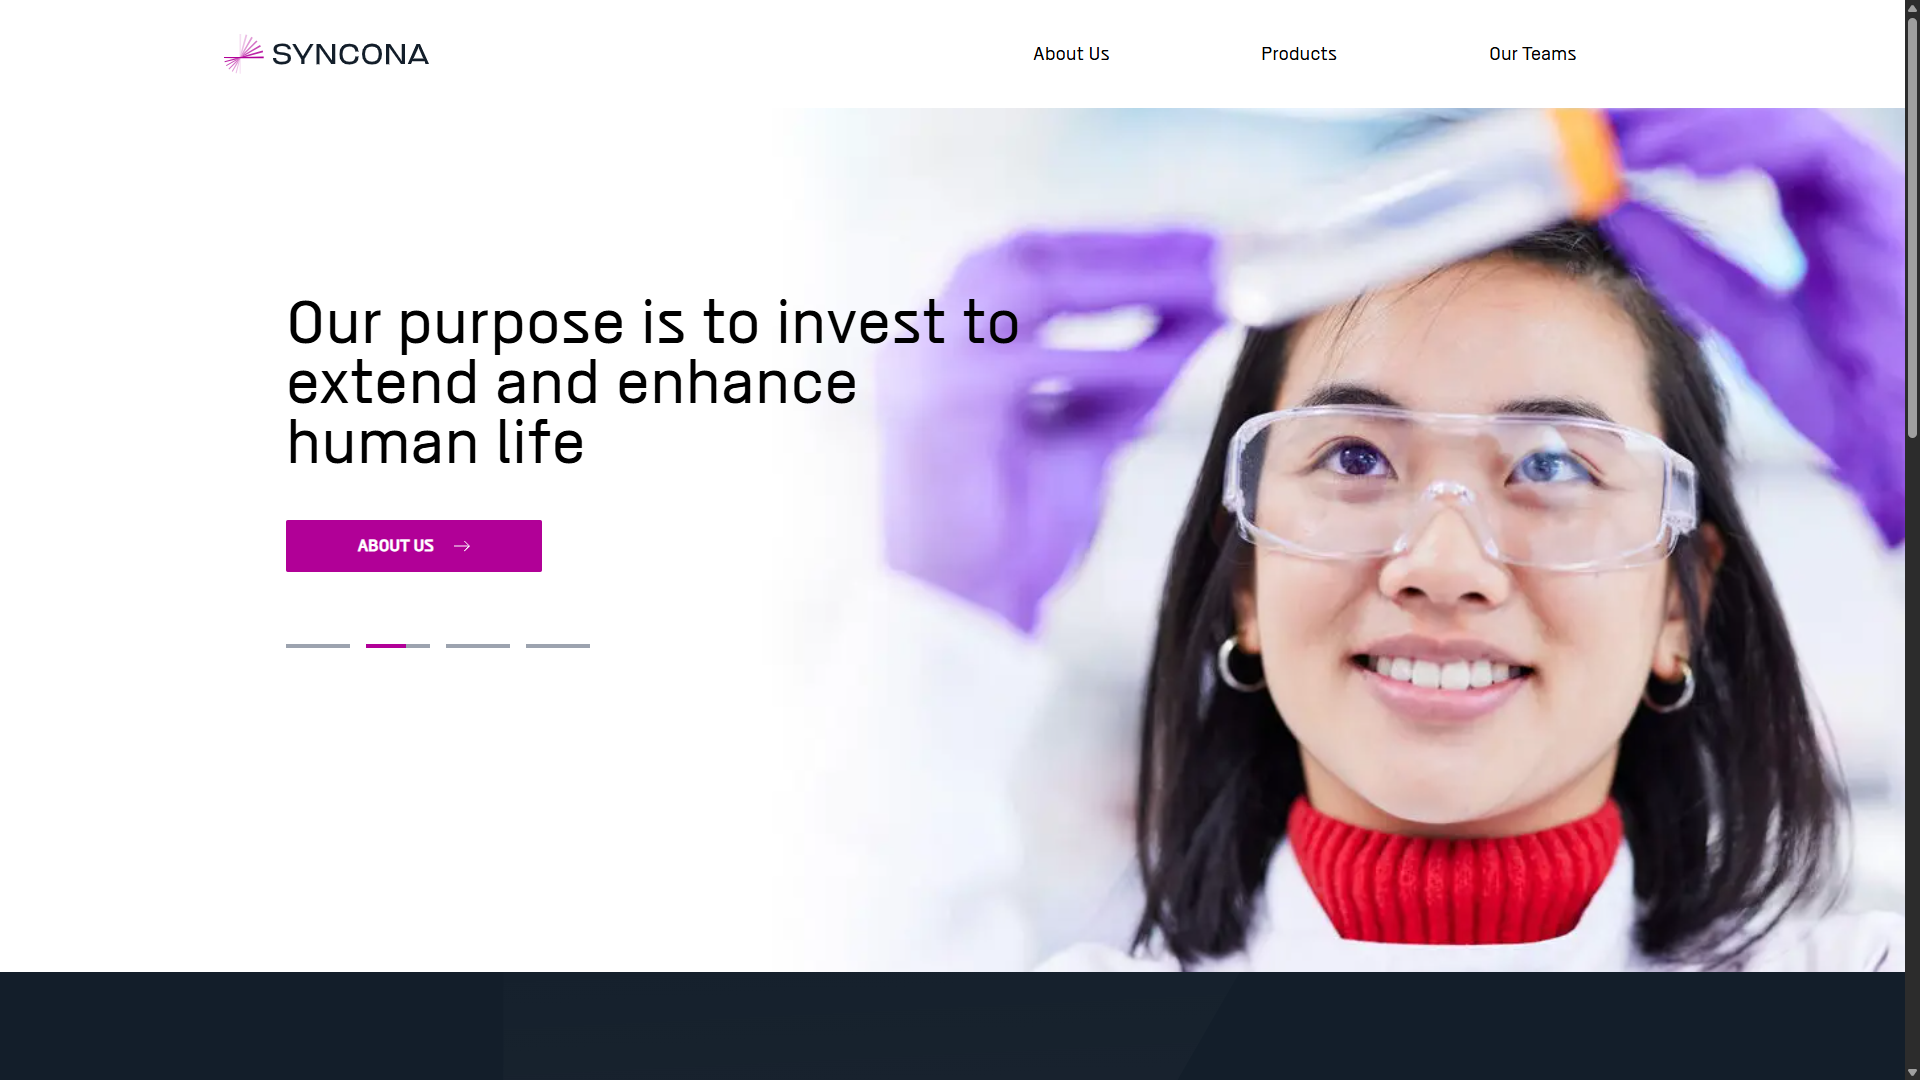 SYNCONA
About Us
Products
Our Teams
Our purpose is to invest to
extend and enhance
human life
ABOUT US